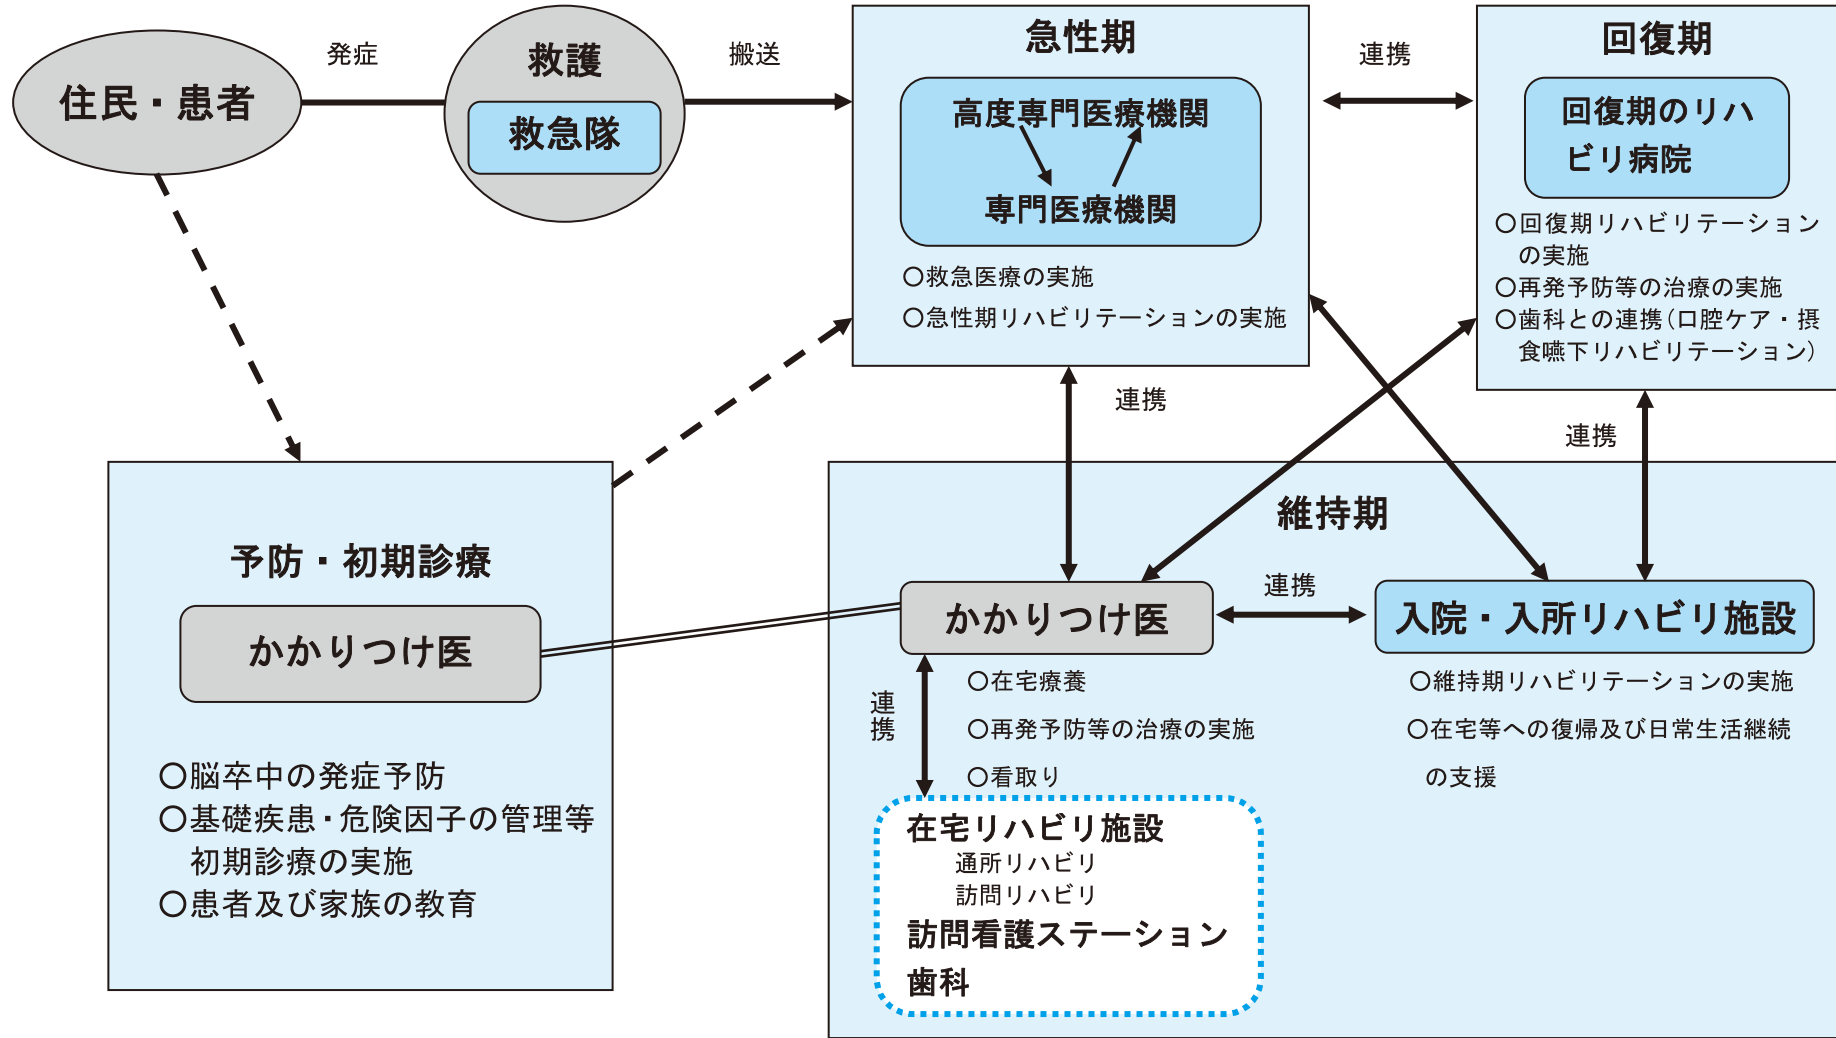 住民・患者
発症
救護
救急隊
搬送
急性期
高度専門医療機関
専門医療機関
〇救急医療の実施
〇急性期リハビリテーションの実施
連携
回復期
回復期のリハ
ビリ病院
〇回復期リハビリテーション
の実施
〇再発予防等の治療の実施
〇歯科との連携(口腔ケア・摂
食嚥下リハビリテーション)
連携
連携
予防・初期診療
かかりつけ医
〇脳卒中の発症予防
〇基礎疾患・危険因子の管理等
初期診療の実施
〇患者及び家族の教育
維持期
かかりつけ医
連携
入院・入所リハビリ施設
〇在宅療養
〇再発予防等の治療の実施
〇看取り
〇維持期リハビリテーションの実施
〇在宅等への復帰及び日常生活継続
の支援
連携
在宅リハビリ施設
通所リハビリ
訪問リハビリ
訪問看護ステーション
歯科